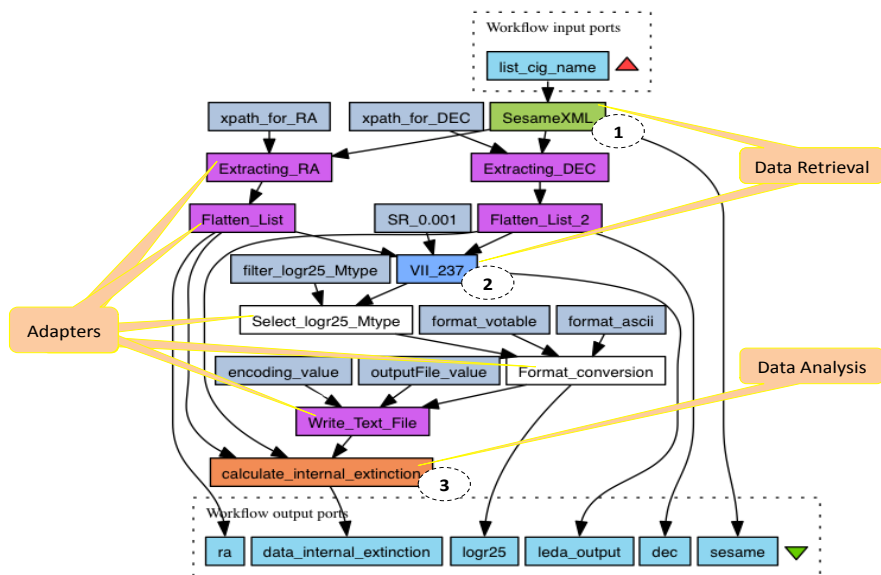 Workflow input ports
list_cig_name
xpath_for_RA
xpath_for_DEC
SesameXML
1
Data Retrieval
Extracting_RA
Extracting_DEC
Flatten_List
SR_0.001
Flatten_List_2
filter_logr25_Mtype
VII_237
2
Adapters
Select_logr25_Mtype
format_votable
format_ascii
encoding_value
outputFile_value
Format_conversion
Data Analysis
Write_Text_File
calculate_internal_extinction
3
Workflow output ports
ra
data_internal_extinction
logr25
leda_output
dec
sesame